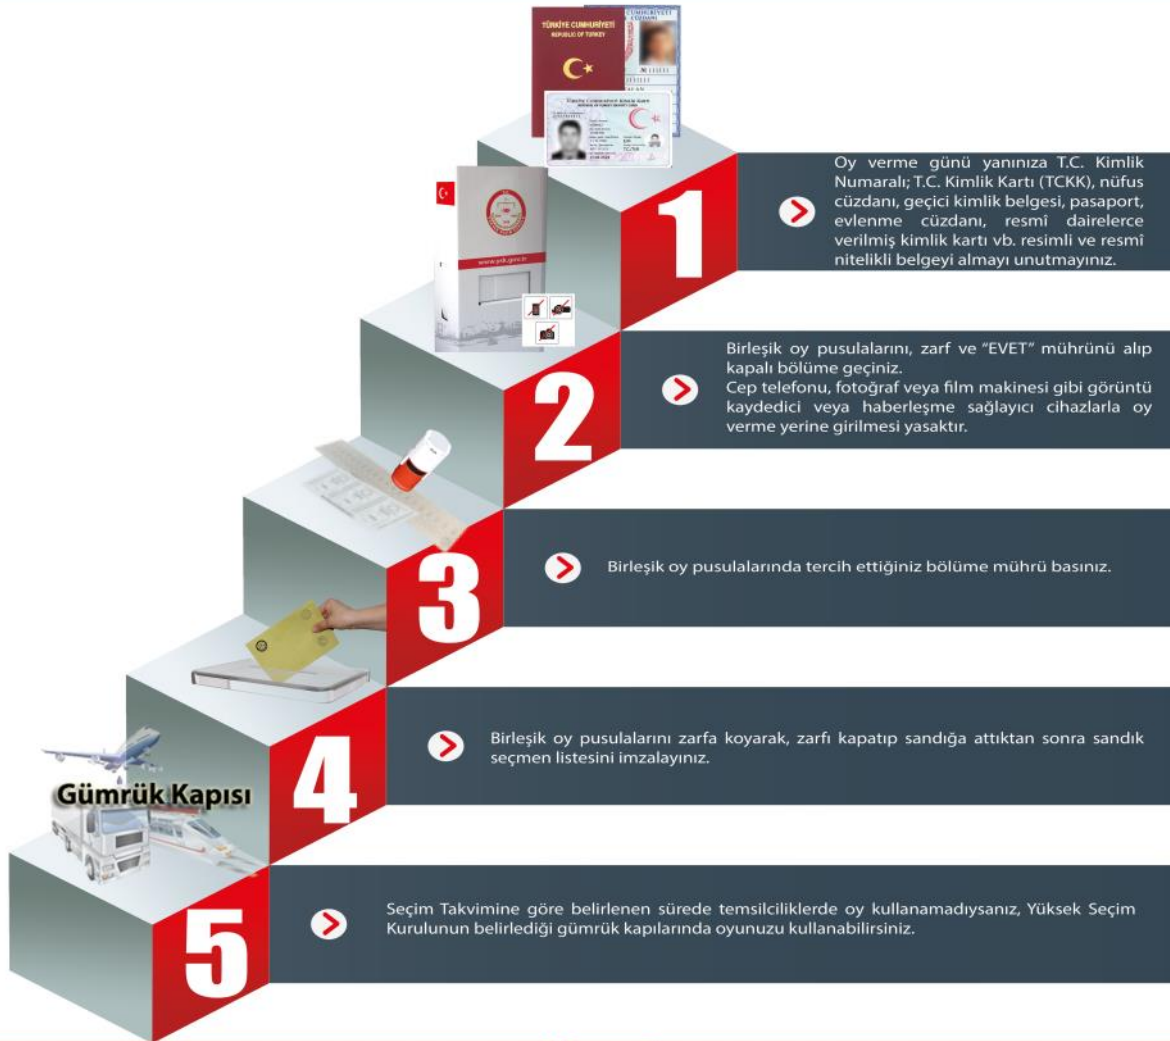 TÜRKİYE CUMHURİYETİ
REPUBLIC OF TURKEY
1
Oy verme günü yanınıza T.C. Kimlik
Numaralı; T.C. Kimlik Kartı (TCKK), nüfus
cüzdanı, geçici kimlik belgesi, pasaport,
evlenme cüzdanı, resmî dairelerce
verilmiş kimlik kartı vb. resimli ve resmî
nitelikli belgeyi almayı unutmayınız.
www.ysk.gov.tr
2
Birleşik oy pusulalarını, zarf ve “EVET” mührünü alıp
kapalı bölüme geçiniz.
Cep telefonu, fotoğraf veya film makinesi gibi görüntü
kaydedici veya haberleşme sağlayıcı cihazlarla oy
verme yerine girilmesi yasaktır.
3
Birleşik oy pusulalarında tercih ettiğiniz bölüme mührü basınız.
4
Birleşik oy pusulalarını zarfa koyarak, zarfı kapatıp sandığa attıktan sonra sandık
seçmen listesini imzalayınız.
Gümrük Kapısı
5
Seçim Takvimine göre belirlenen sürede temsilciliklerde oy kullanamadıysanız, Yüksek Seçim
Kurulunun belirlediği gümrük kapılarında oyunuzu kullanabilirsiniz.